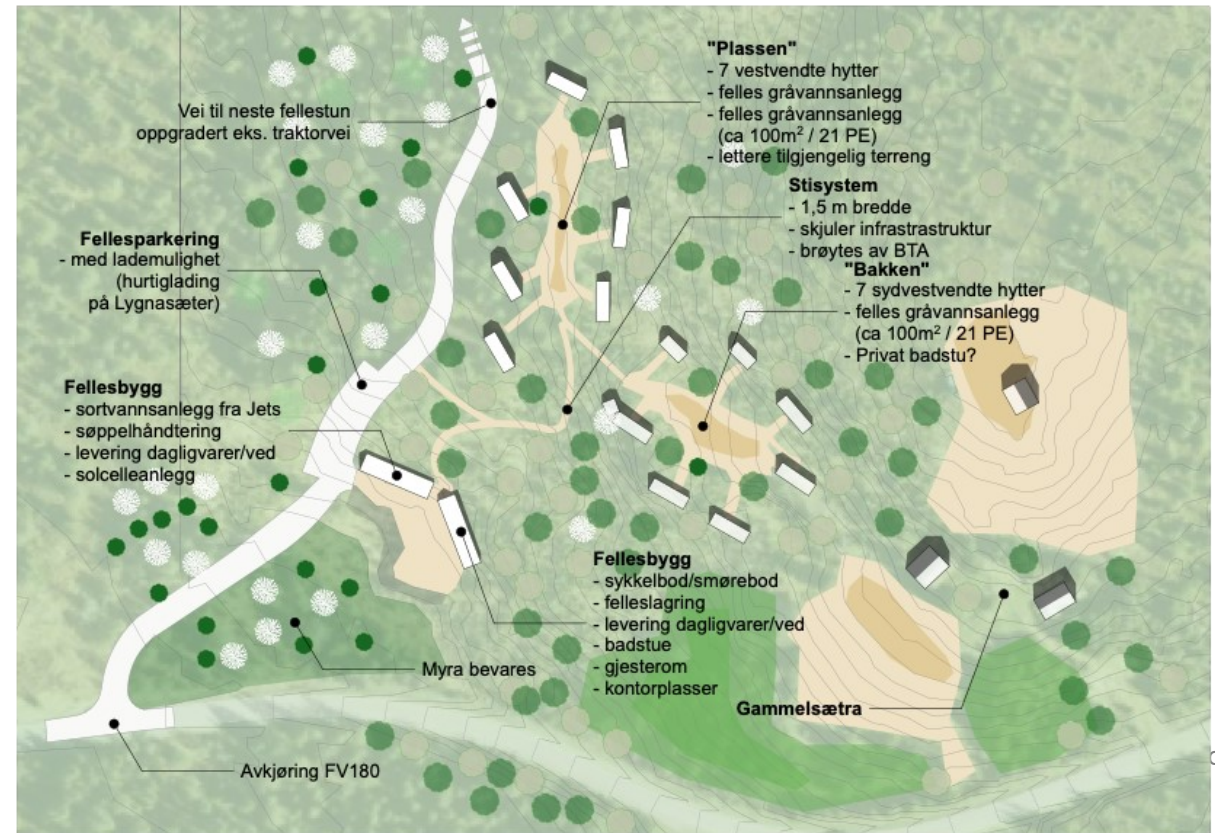 "Plassen"
- 7 vestvendte hytter
- felles gråvannsanlegg
- felles gråvannsanlegg
(ca 100m² / 21 PE)
- lettere tilgjengelig terreng
Vei til neste fellestun
oppgradert eks. traktorvei
Stisystem
- 1,5 m bredde
- skjuler infrastrastruktur
- brøytes av BTA
Fellesparkering
- med lademulighet
(hurtiglading
på Lygnasæter)
"Bakken"
- 7 sydvestvendte hytter
- felles gråvannsanlegg
(ca 100m² / 21 PE)
- Privat badstu?
Fellesbygg
- sortvannsanlegg fra Jets
- søppelhåndtering
- levering dagligvarer/ved
- solcelleanlegg
Fellesbygg
- sykkelbod/smørebod
- felleslagring
- levering dagligvarer/ved
- badstue
- gjesterom
- kontorplasser
Myra bevares
Gammelsætra
Avkjøring FV180